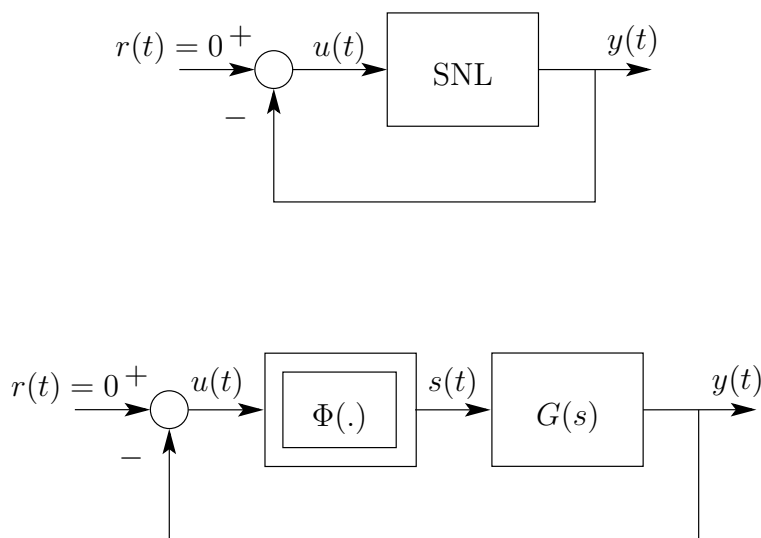 r(t) = 0 + u(t) y(t)
SNL
−
r(t) = 0 + u(t) s(t) y(t)
Φ(.) G(s)
−